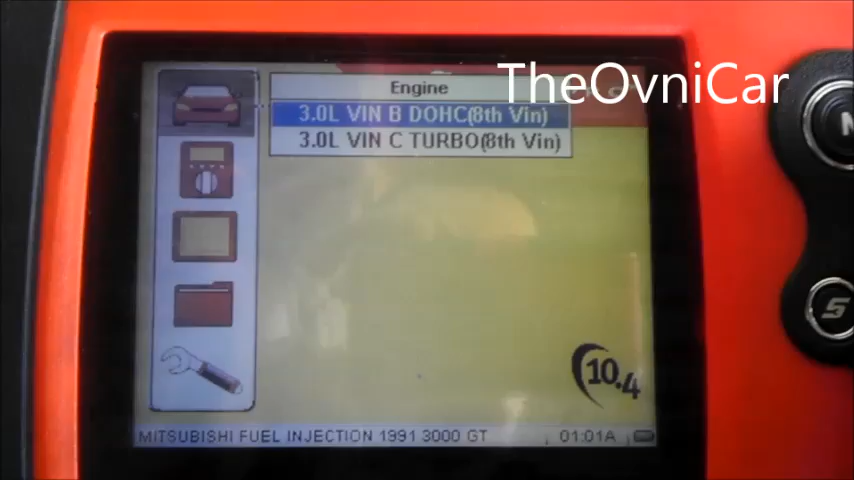 TheOvniCar
Engine
3.0L VIN B DOHC(8th Vin)
3.0L VIN C TURBO(8th Vin)
10.4
MITSUBISHI FUEL INJECTION 1991 3000 GT
01:01A
N
S